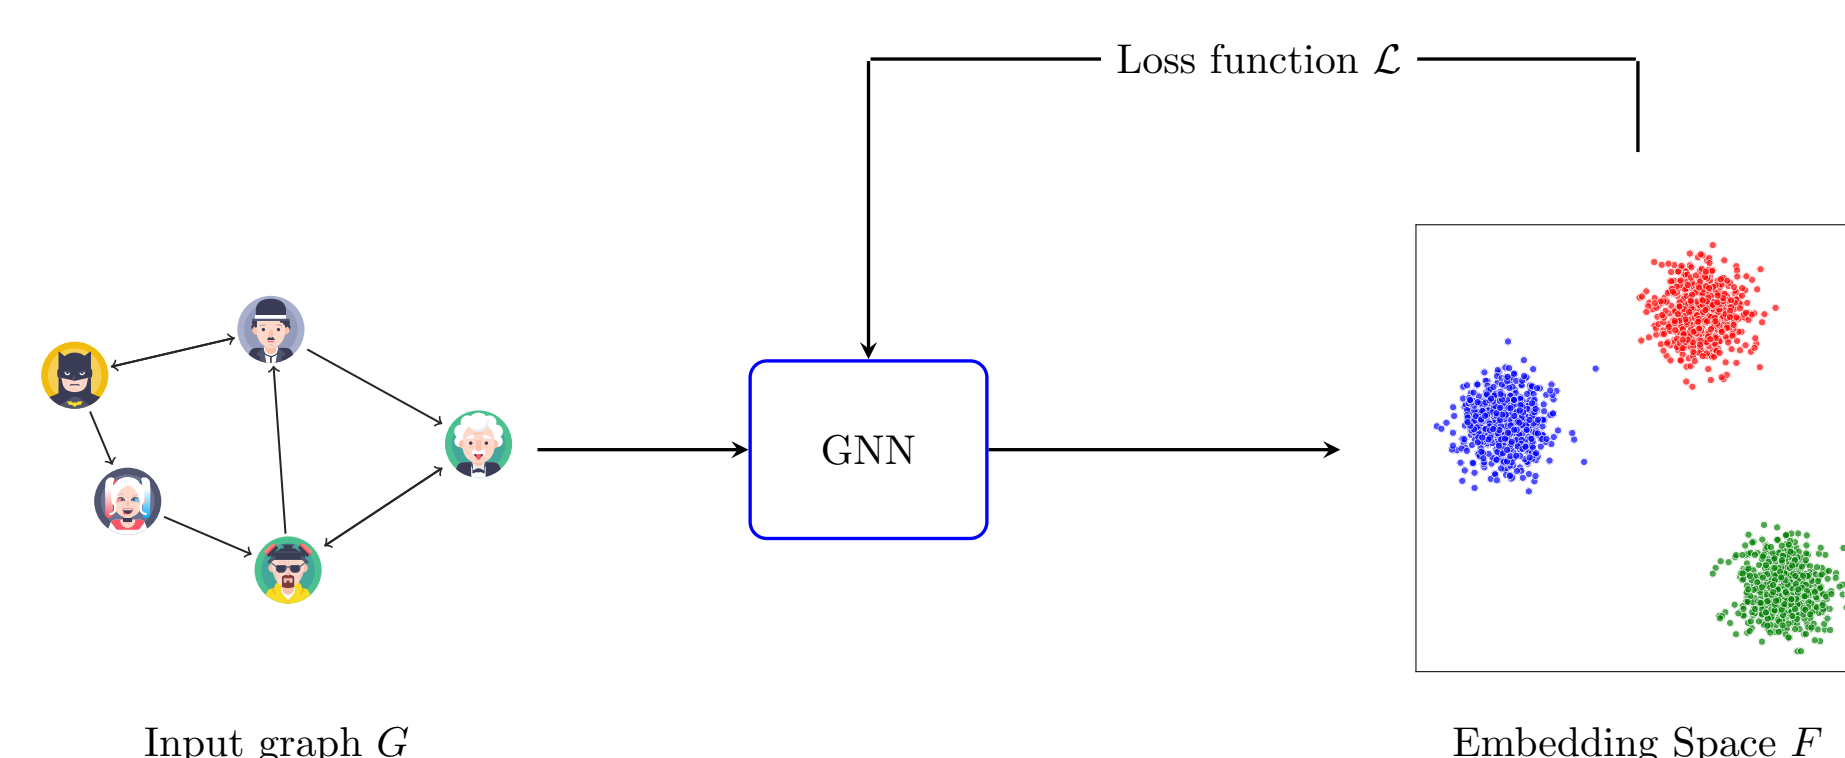 Loss function ℒ
GNN
Input graph G
Embedding Space F